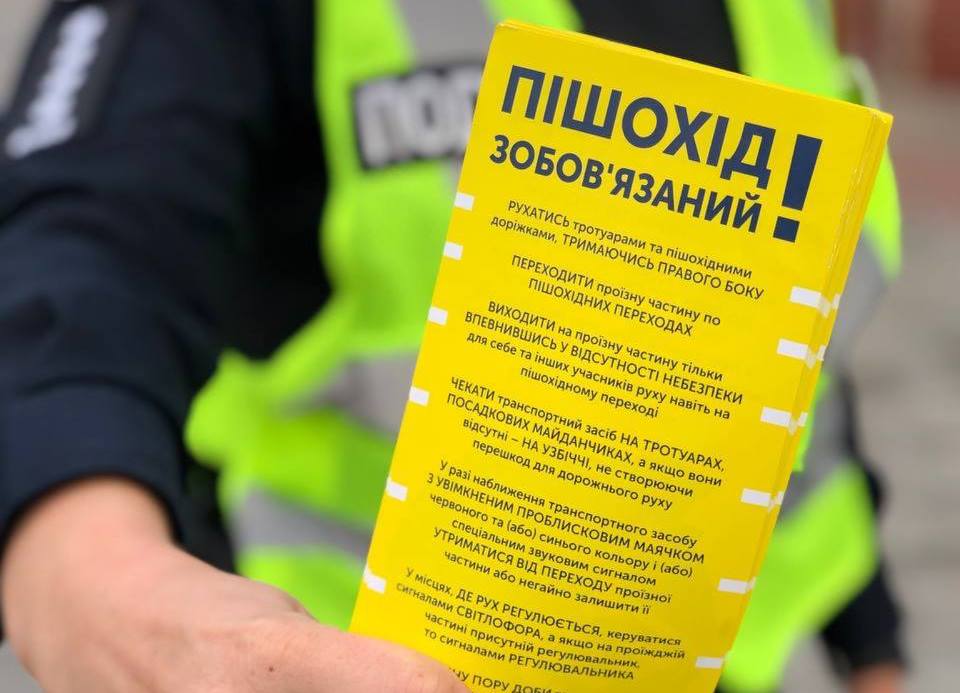 ПОЛ
ПІШОХІД
ЗОБОВ'ЯЗАНИЙ!
РУХАТИСЬ тротуарами та пішохідними
доріжками, ТРИМАЮЧИСЬ ПРАВОГО БОКУ
ПЕРЕХОДИТИ проїзну частину по
ПІШОХІДНИХ ПЕРЕХОДАХ
ВИХОДИТИ на проїзну частину тільки
ВПЕВНИВШИСЬ У ВІДСУТНОСТІ НЕБЕЗПЕКИ
для себе та інших учасників руху навіть на
пішохідному переході
ЧЕКАТИ транспортний засіб НА ТРОТУАРАХ,
ПОСАДКОВИХ МАЙДАНЧИКАХ, а якщо вони
відсутні – НА УЗБІЧЧІ, не створюючи
перешкод для дорожнього руху
У разі наближення транспортного засобу
З УВІМКНЕНИМ ПРОБЛИСКОВИМ МАЯЧКОМ
червоного та (або) синього кольору і (або)
спеціальним звуковим сигналом
УТРИМАТИСЯ ВІД ПЕРЕХОДУ проїзної
частини або негайно залишити її
У місцях, ДЕ РУХ РЕГУЛЮЄТЬСЯ, керуватися
сигналами СВІТЛОФОРА, а якщо на проїжджій
частині присутній регулювальник,
то сигналами РЕГУЛЮВАЛЬНИКА